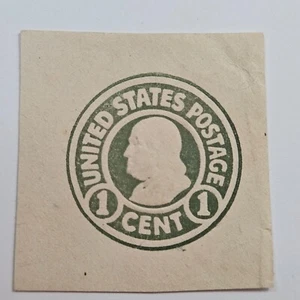 UNITED STATES POSTAGE
1 CENT 1